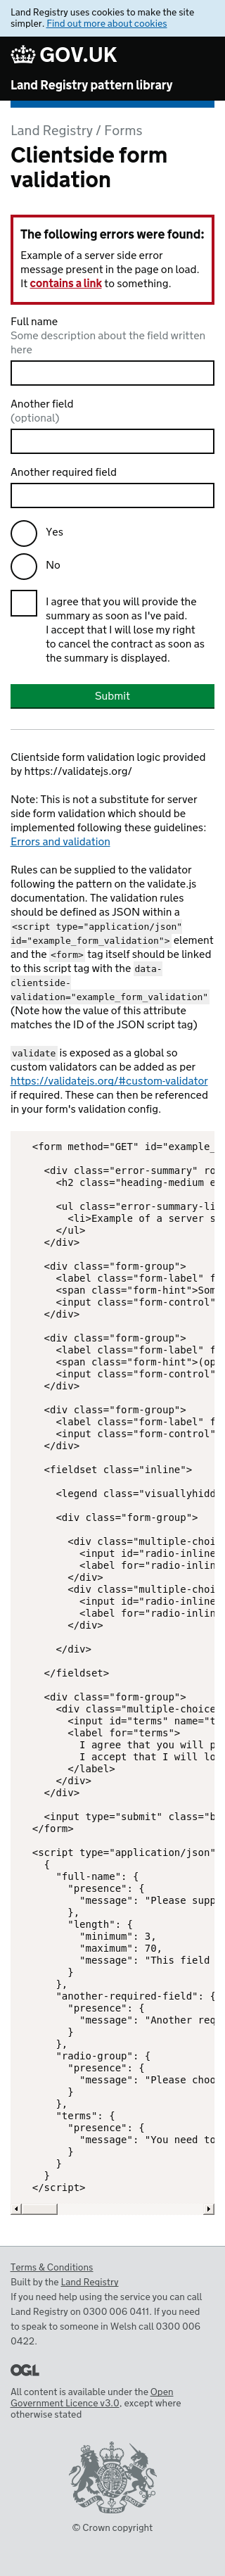 Land Registry uses cookies to make the site
simpler. Find out more about cookies
GOV.UK
Land Registry pattern library
Land Registry / Forms
Clientside form
validation
The following errors were found:
Example of a server side error
message present in the page on load.
It contains a link to something.
Full name
Some description about the field written
here
Another field
(optional)
Another required field
Yes
No
I agree that you will provide the
summary as soon as I've paid.
I accept that I will lose my right
to cancel the contract as soon as
the summary is displayed.
Submit
Clientside form validation logic provided
by https://validatejs.org/
Note: This is not a substitute for server
side form validation which should be
implemented following these guidelines:
Errors and validation
Rules can be supplied to the validator
following the pattern on the validate.js
documentation. The validation rules
should be defined as JSON within a
<script type="application/json"
id="example_form_validation"> element
and the <form> tag itself should be linked
to this script tag with the data-
clientside-
validation="example_form_validation"
(Note how the value of this attribute
matches the ID of the JSON script tag)
validate is exposed as a global so
custom validators can be added as per
https://validatejs.org/#custom-validator
if required. These can then be referenced
in your form's validation config.
<form method="GET" id="example_
<div class="error-summary" ro
<h2 class="heading-medium e
<ul class="error-summary-li
<li>Example of a server s
</ul>
</div>
<div class="form-group">
<label class="form-label" f
<span class="form-hint">Som
<input class="form-control"
</div>
<div class="form-group">
<label class="form-label" f
<span class="form-hint">(op
<input class="form-control"
</div>
<div class="form-group">
<label class="form-label" f
<input class="form-control"
</div>
<fieldset class="inline">
<legend class="visuallyhidd
<div class="form-group">
<div class="multiple-choi
<input id="radio-inline
<label for="radio-inlin
</div>
<div class="multiple-choi
<input id="radio-inline
<label for="radio-inlin
</div>
</div>
</fieldset>
<div class="form-group">
<div class="multiple-choice
<input id="terms" name="t
<label for="terms">
I agree that you will p
I accept that I will lo
</label>
</div>
</div>
<input type="submit" class="b
</form>
<script type="application/json"
{
"full-name": {
"presence": {
"message": "Please supp
},
"length": {
"minimum": 3,
"maximum": 70,
"message": "This field
}
},
"another-required-field": {
"presence": {
"message": "Another req
}
},
"radio-group": {
"presence": {
"message": "Please choo
}
},
"terms": {
"presence": {
"message": "You need to
}
}
}
</script>
Terms & Conditions
Built by the Land Registry
If you need help using the service you can call
Land Registry on 0300 006 0411. If you need
to speak to someone in Welsh call 0300 006
0422.
OGL
All content is available under the Open
Government Licence v3.0, except where
otherwise stated
© Crown copyright